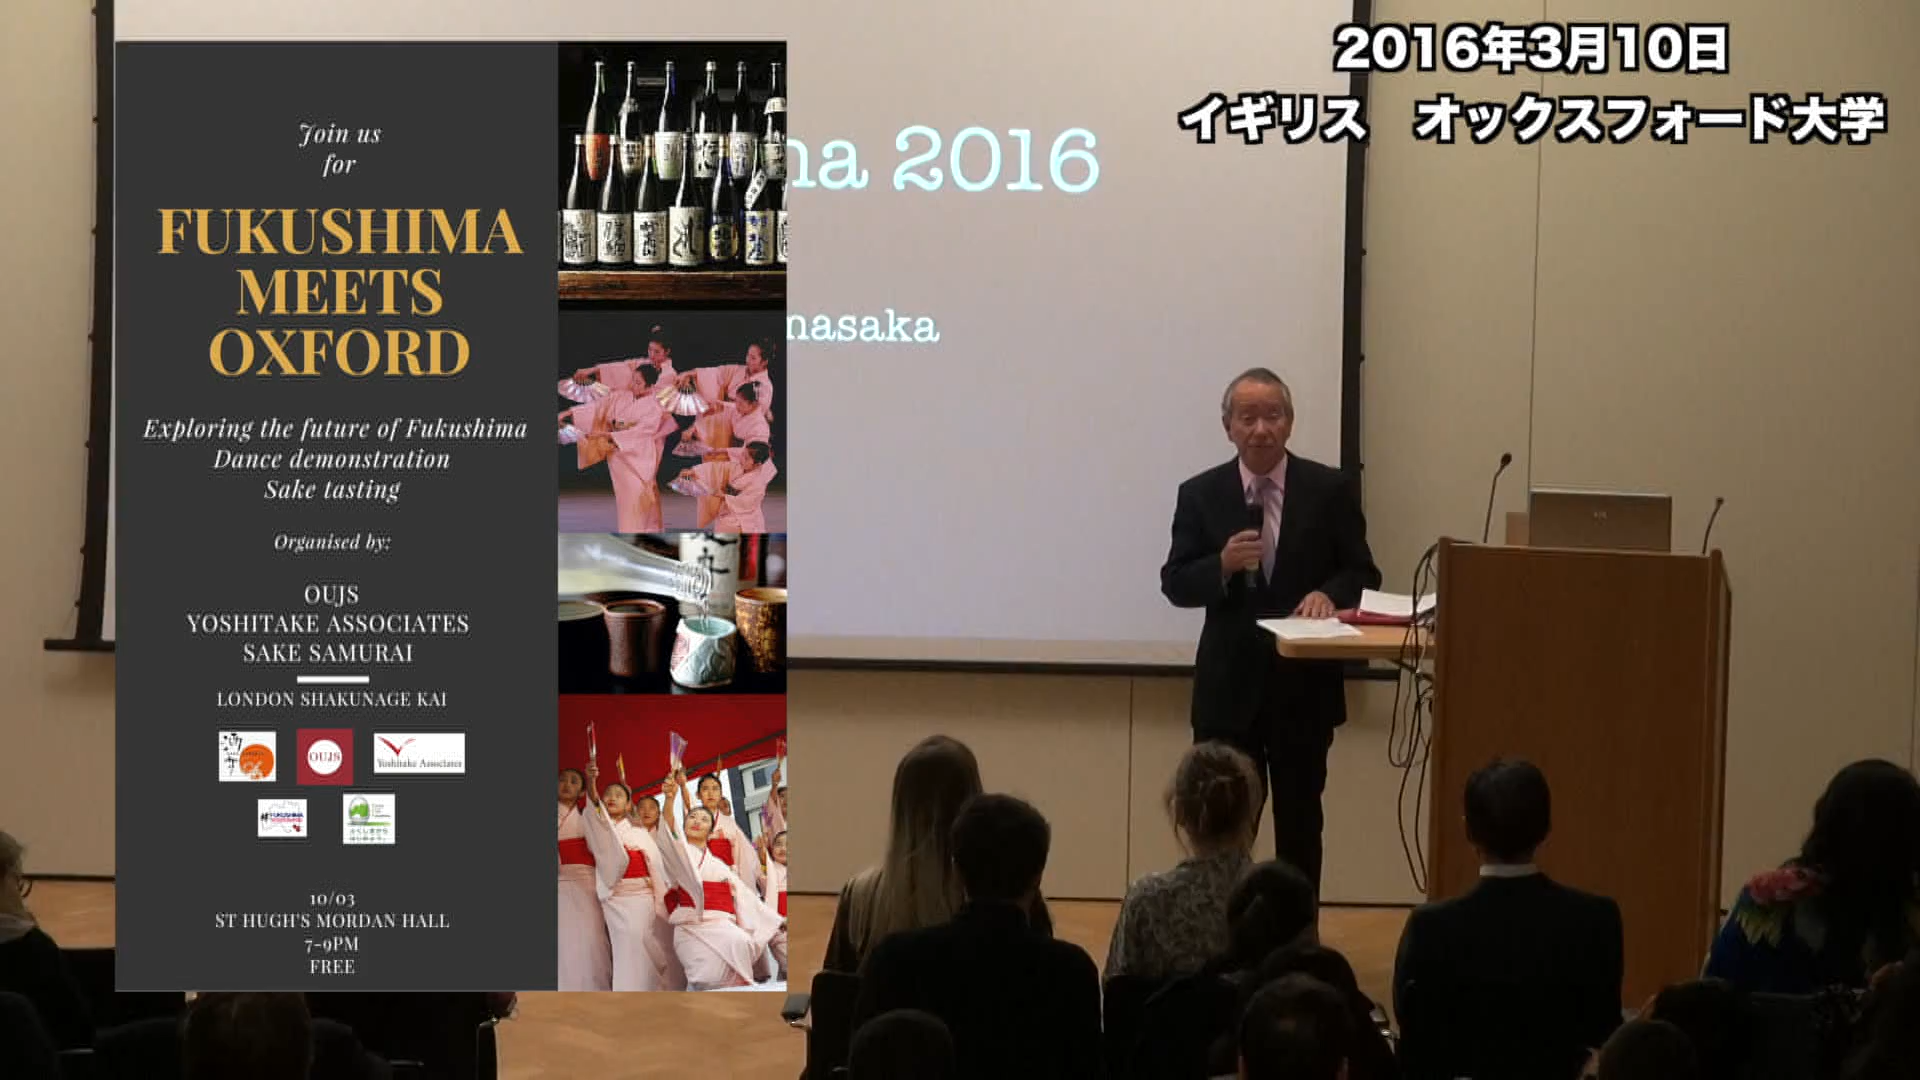 2016年3月10日
イギリス オックスフォード大学
Join us
for
FUKUSHIMA
MEETS
OXFORD
Exploring the future of Fukushima
Dance demonstration
Sake tasting
Organised by:
OUJS
YOSHITAKE ASSOCIATES
SAKE SAMURAI
LONDON SHAKUNAGE KAI
OUJS
Yoshitake Associates
10/03
ST HUGH'S MORDAN HALL
7-9PM
FREE
na 2016
masaka